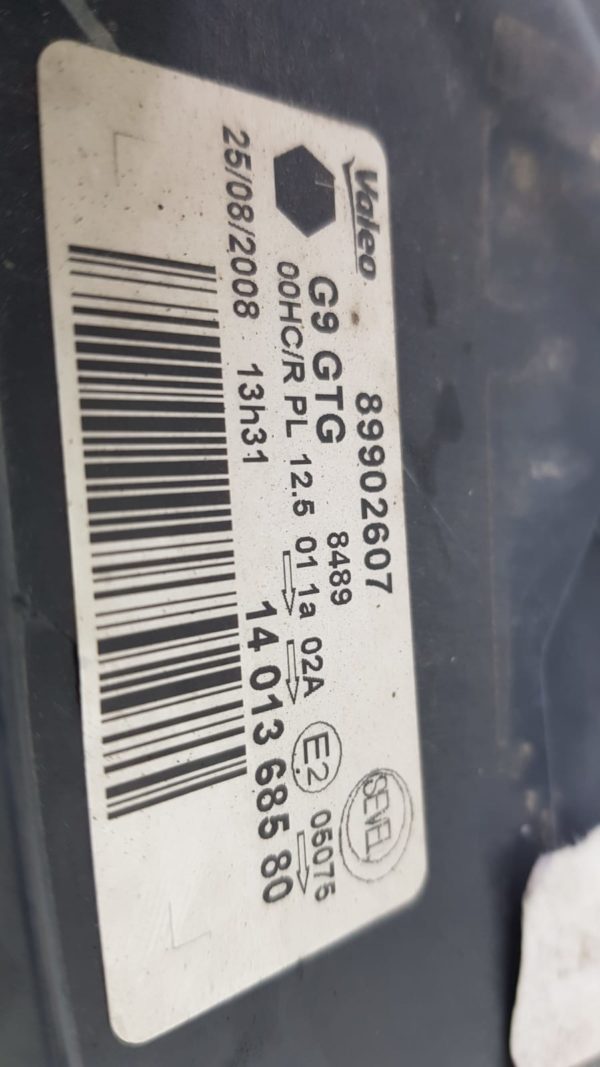 Valeo 89902607
G9 GTG 8489 SEVEL
00HC/R PL 12.5 01 1a 02A E2 05075
25/08/2008 13h31
14 013 685 80